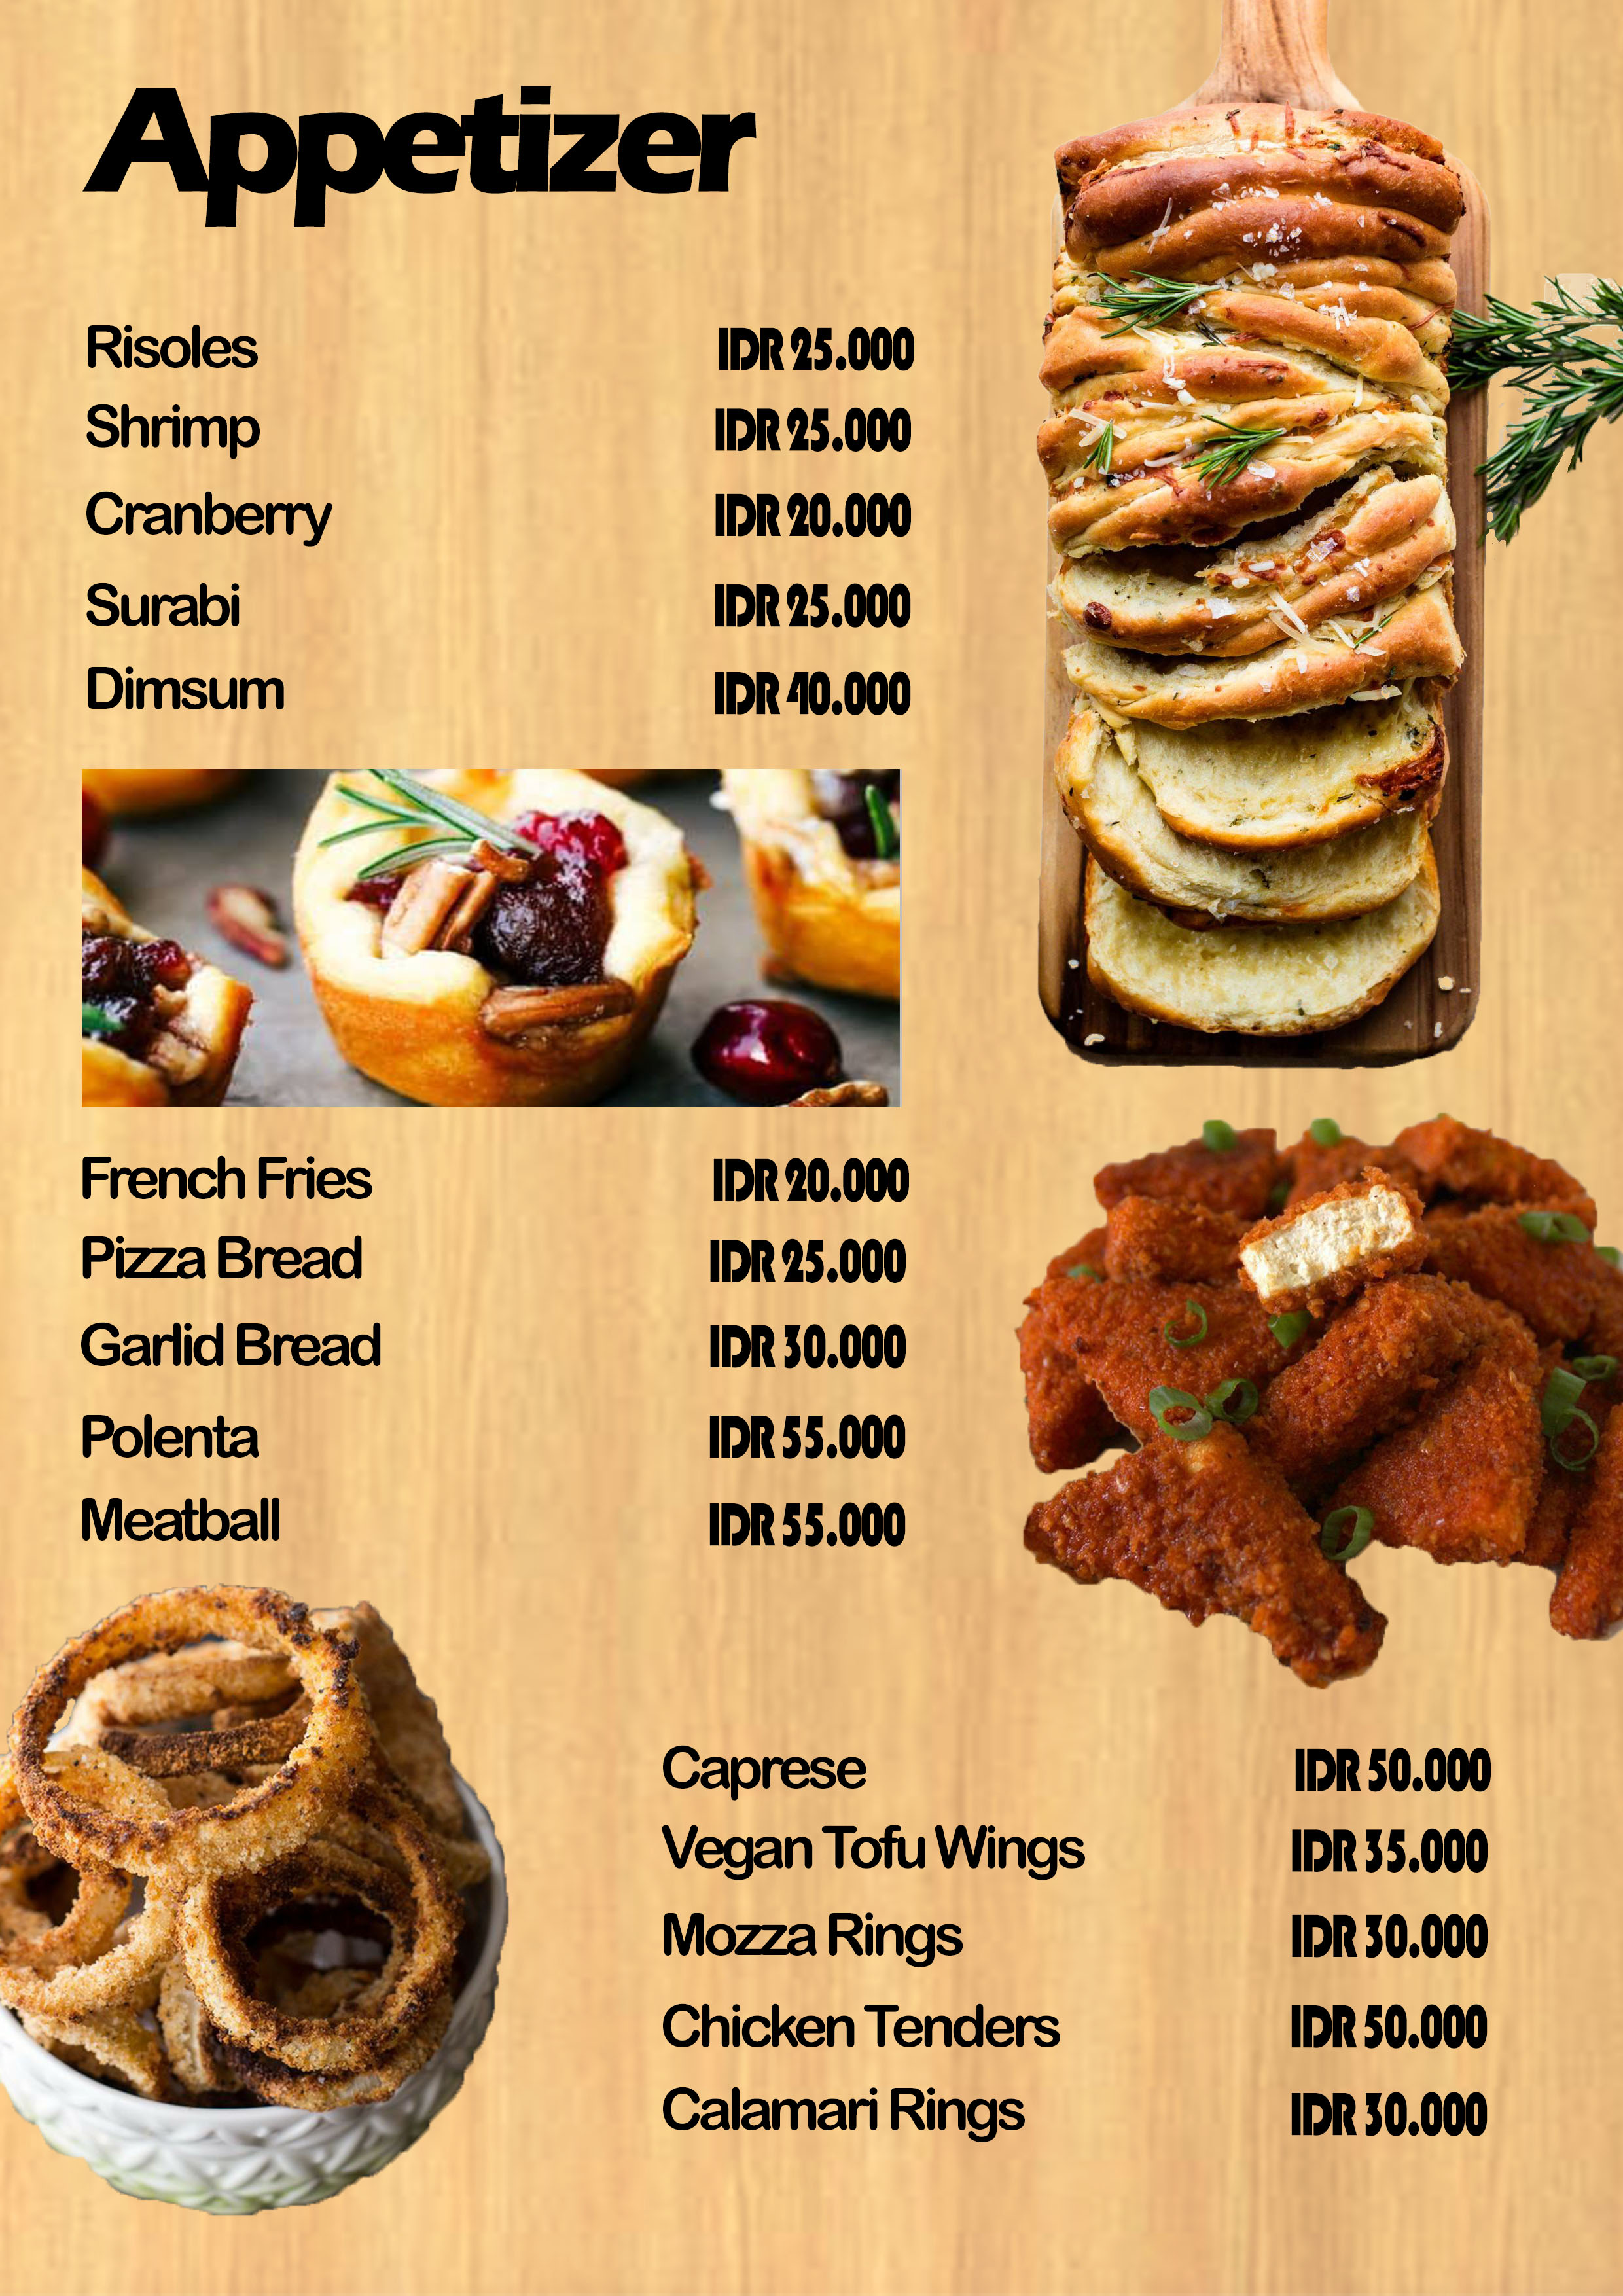 Appetizer
Risoles IDR 25.000
Shrimp IDR 25.000
Cranberry IDR 20.000
Surabi IDR 25.000
Dimsum IDR 40.000
French Fries IDR 20.000
Pizza Bread IDR 25.000
Garlid Bread IDR 30.000
Polenta IDR 55.000
Meatball IDR 55.000
Caprese IDR 50.000
Vegan Tofu Wings IDR 35.000
Mozza Rings IDR 30.000
Chicken Tenders IDR 50.000
Calamari Rings IDR 30.000